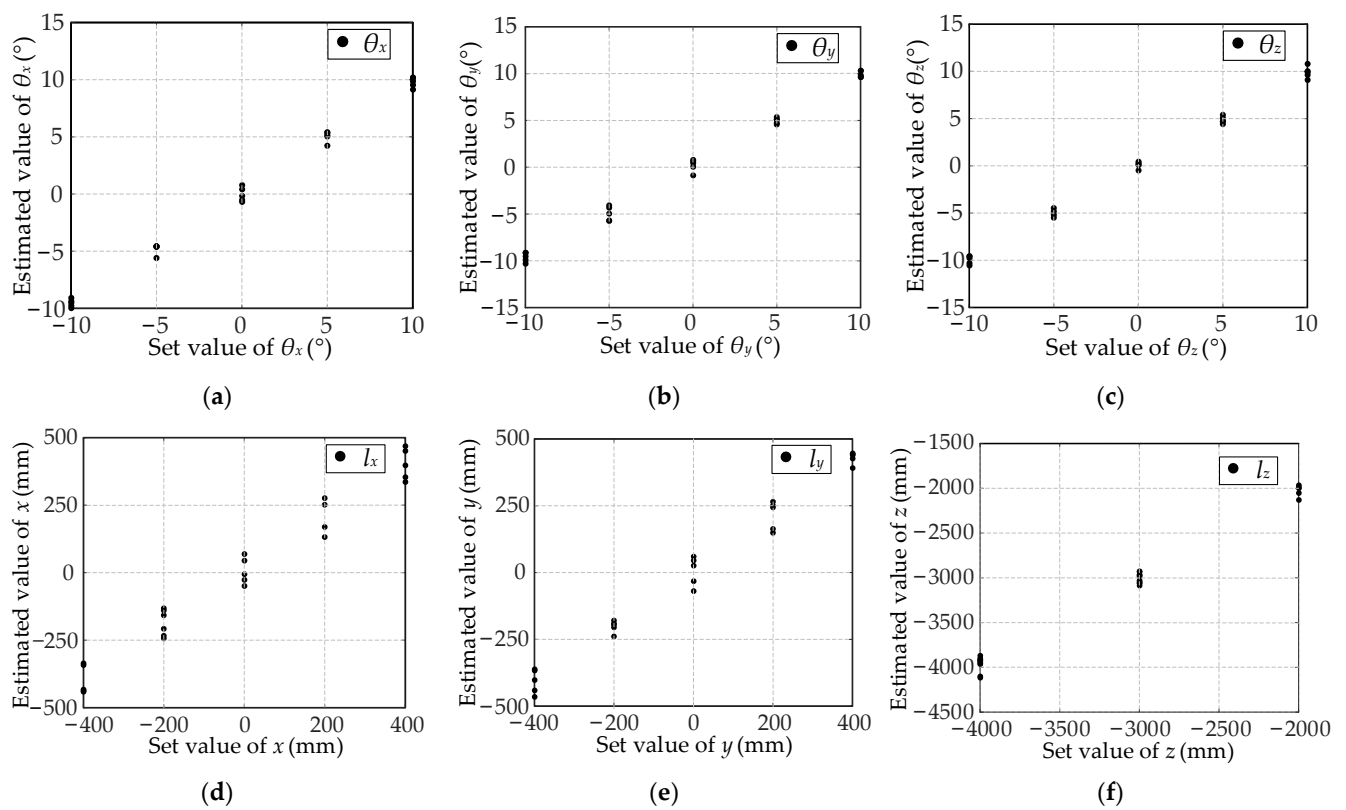 15
10
5
0
−5
−10
Estimated value of θx (°)
θx
−10 −5 0 5 10
Set value of θx (°)
(a)
15
10
5
0
−5
−10
−15
Estimated value of θy(°)
θy
−10 −5 0 5 10
Set value of θy (°)
(b)
15
10
5
0
−5
−10
−15
Estimated value of θz(°)
θz
−10 −5 0 5 10
Set value of θz (°)
(c)
500
250
0
−250
−500
Estimated value of x (mm)
lx
−400 −200 0 200 400
Set value of x (mm)
(d)
500
250
0
−250
−500
Estimated value of y (mm)
ly
−400 −200 0 200 400
Set value of y (mm)
(e)
−1500
−2000
−2500
−3000
−3500
−4000
−4500
Estimated value of z (mm)
lz
−4000 −3500 −3000 −2500 −2000
Set value of z (mm)
(f)